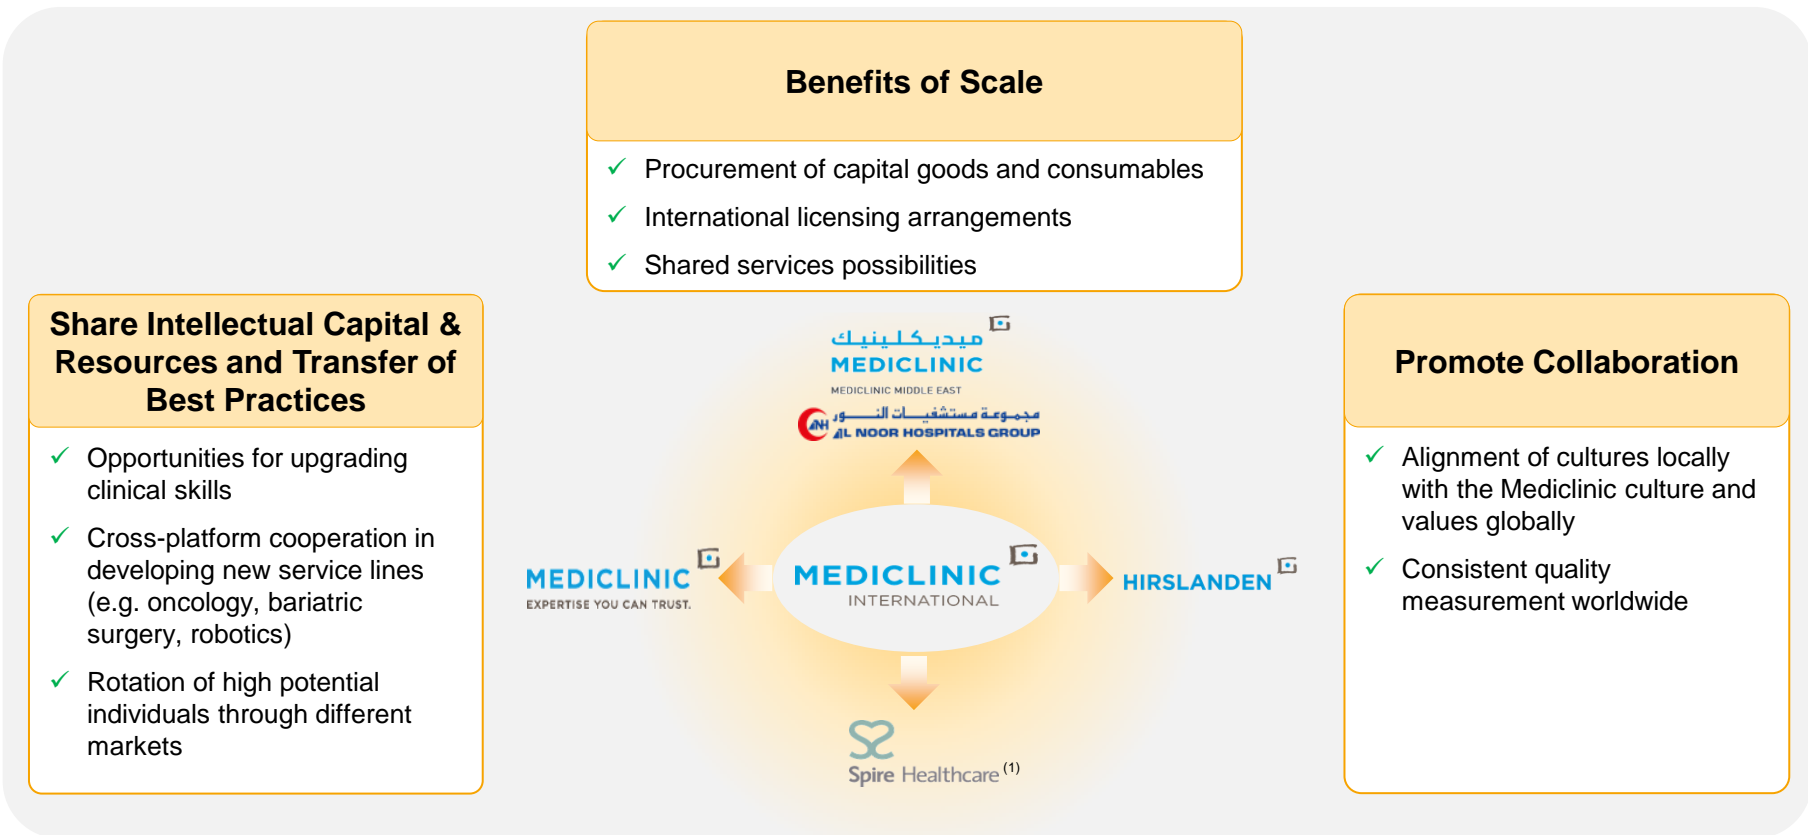 Benefits of Scale
✓ Procurement of capital goods and consumables
✓ International licensing arrangements
✓ Shared services possibilities
Share Intellectual Capital &
Resources and Transfer of
Best Practices
✓ Opportunities for upgrading
clinical skills
✓ Cross-platform cooperation in
developing new service lines
(e.g. oncology, bariatric
surgery, robotics)
✓ Rotation of high potential
individuals through different
markets
ميديكلينيك
MEDICLINIC
MEDICLINIC MIDDLE EAST
مجموعة مستشفيات النور
ANH
AL NOOR HOSPITALS GROUP
MEDICLINIC
EXPERTISE YOU CAN TRUST.
MEDICLINIC
INTERNATIONAL
HIRSLANDEN
Spire Healthcare (1)
Promote Collaboration
✓ Alignment of cultures locally
with the Mediclinic culture and
values globally
✓ Consistent quality
measurement worldwide